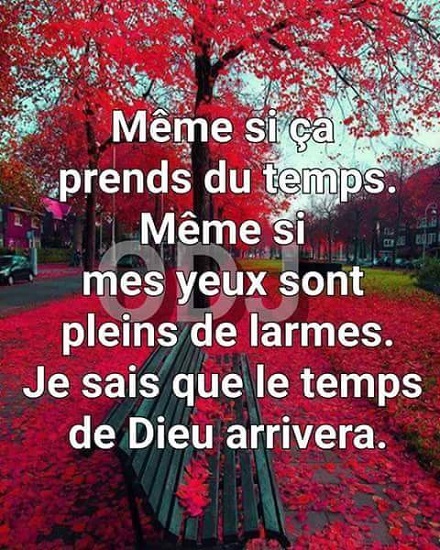 Même si ça
prends du temps.
Même si
mes yeux sont
pleins de larmes.
Je sais que le temps
de Dieu arrivera.
ODJ